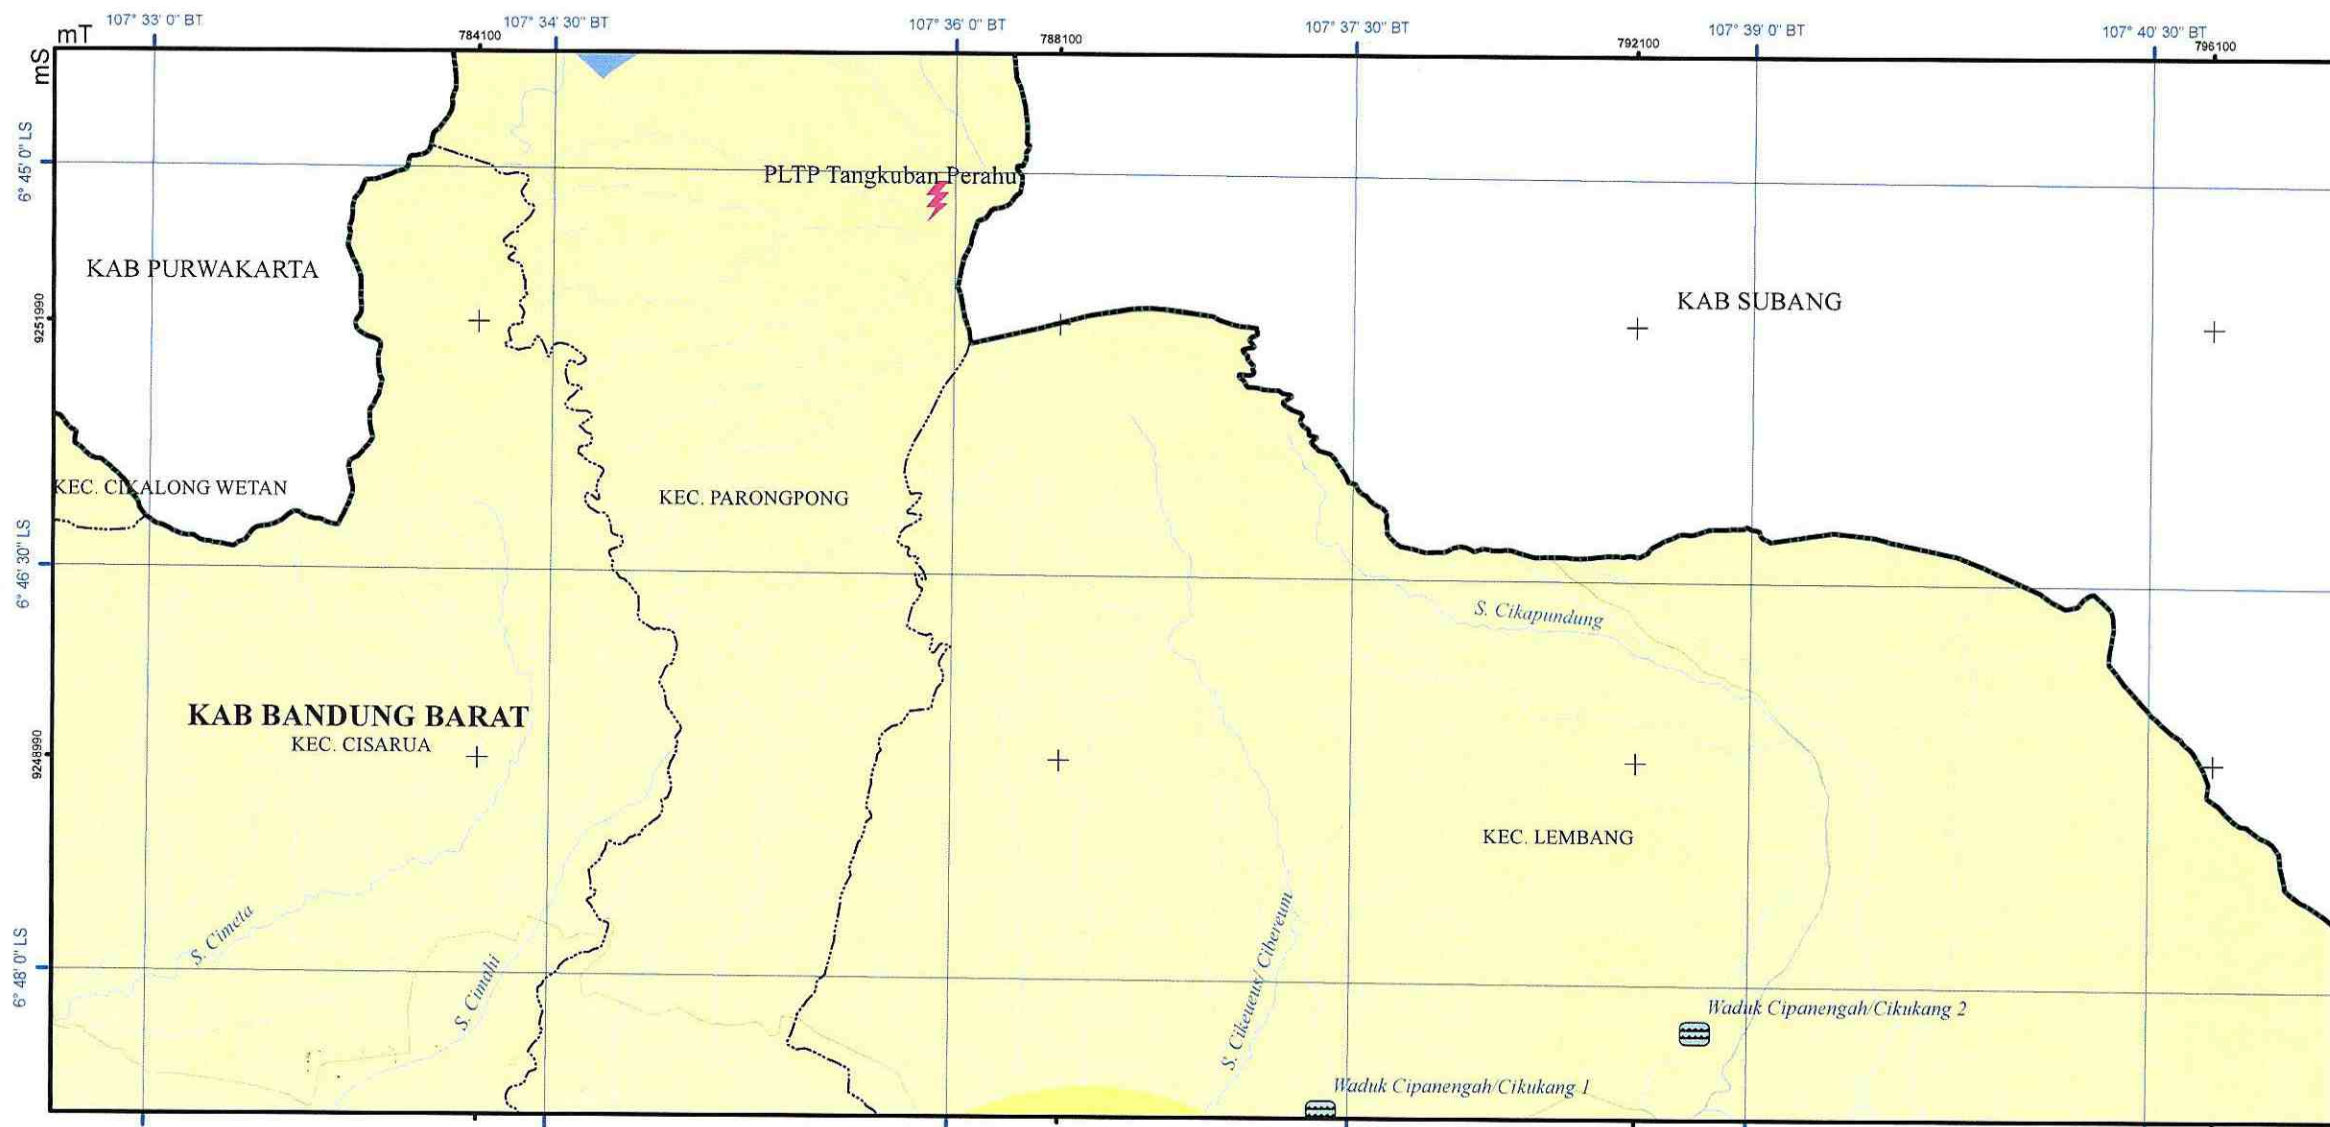 107° 33' 0" BT
107° 34' 30" BT
107° 36' 0" BT
107° 37' 30" BT
107° 39' 0" BT
107° 40' 30" BT
mT
784100
788100
792100
796100
mS
6° 45' 0" LS
PLTP Tangkuban Perahu
KAB PURWAKARTA
KAB SUBANG
9251990
KEC. CIKALONG WETAN
KEC. PARONGPONG
6° 46' 30" LS
S. Cikapundung
KAB BANDUNG BARAT
KEC. CISARUA
9248990
KEC. LEMBANG
S. Cimeta
S. Cimahi
S. Cikeweus/ Cibereum
6° 48' 0" LS
Waduk Cipanengah/Cikukang 2
Waduk Cipanengah/Cikukang 1